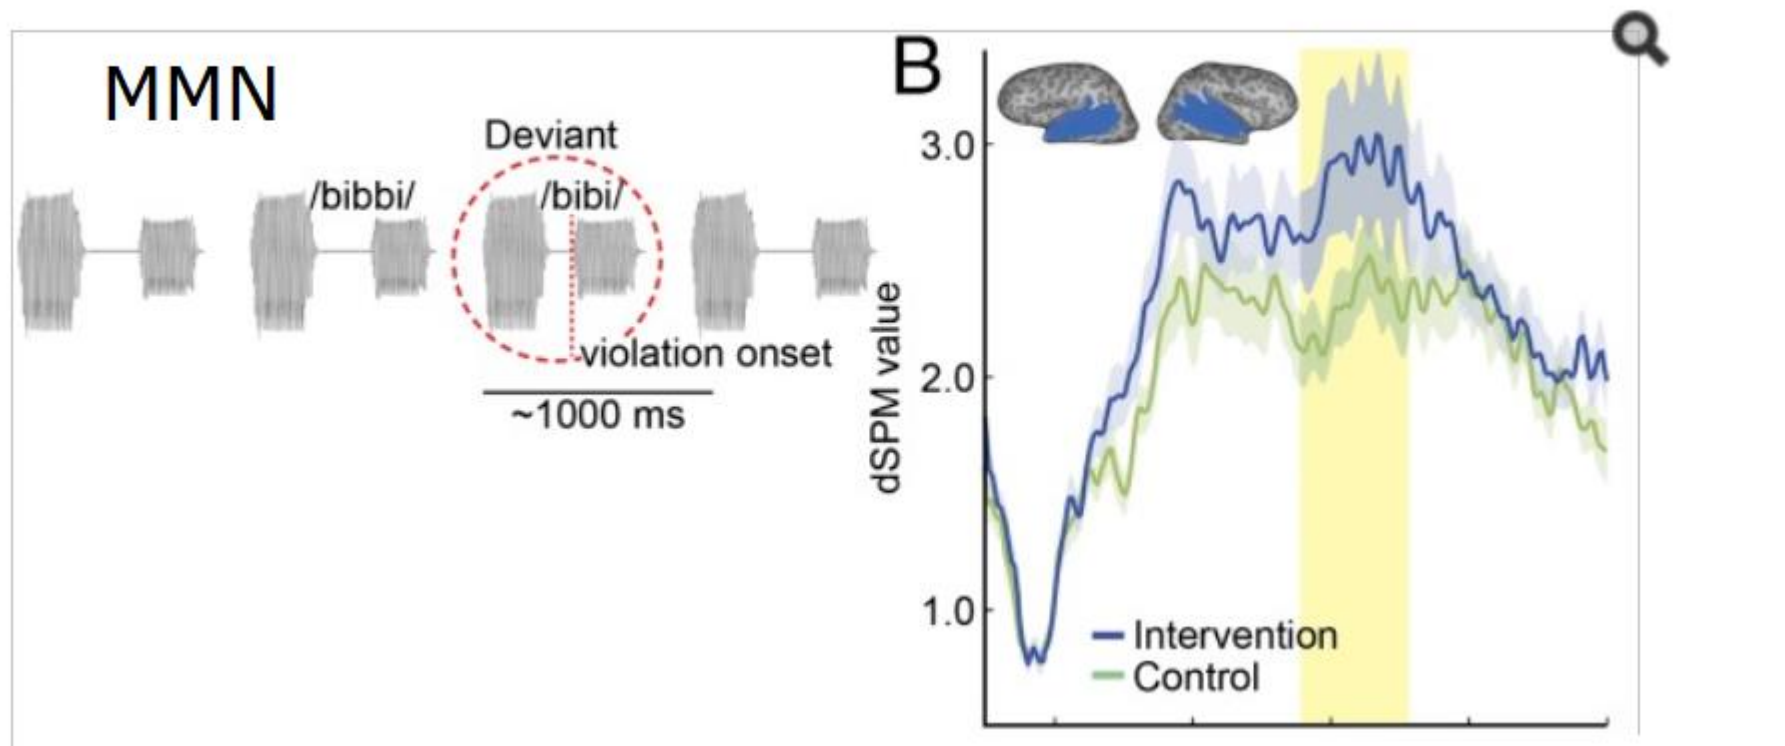 MMN
Deviant
/bibbi/
/bibi/
violation onset
~1000 ms
B
dSPM value
3.0
2.0
1.0
Intervention
Control